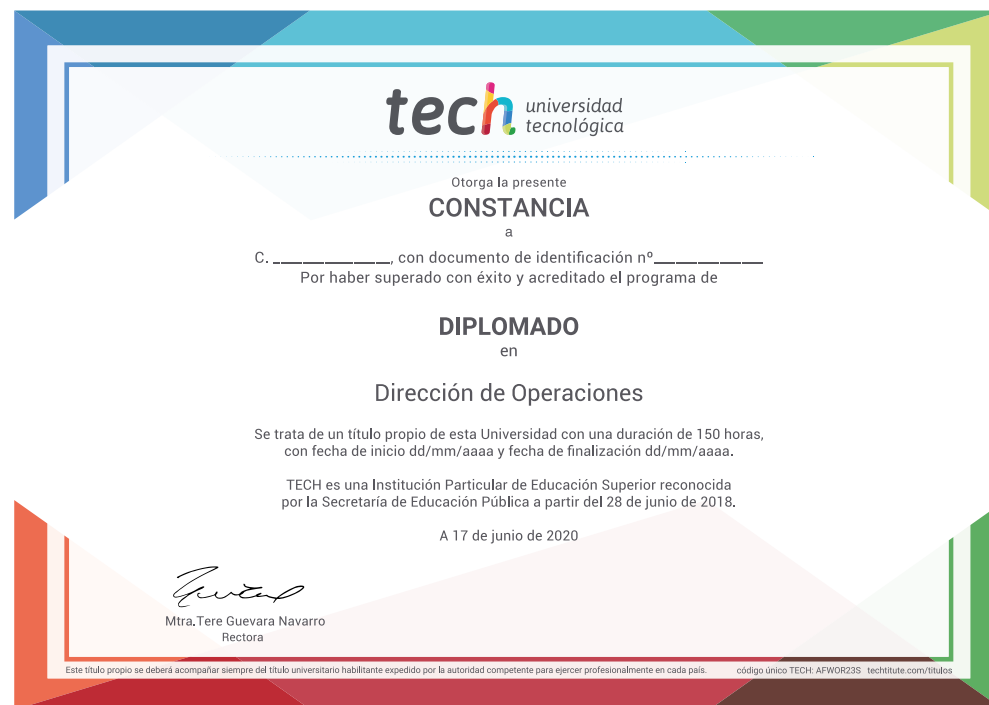 tech universidad
tecnológica
Otorga la presente
CONSTANCIA
a
C. ______________, con documento de identificación nº_____________
Por haber superado con éxito y acreditado el programa de
DIPLOMADO
en
Dirección de Operaciones
Se trata de un título propio de esta Universidad con una duración de 150 horas,
con fecha de inicio dd/mm/aaaa y fecha de finalización dd/mm/aaaa.
TECH es una Institución Particular de Educación Superior reconocida
por la Secretaría de Educación Pública a partir del 28 de junio de 2018.
A 17 de junio de 2020
Mtra.Tere Guevara Navarro
Rectora
Este título propio se deberá acompañar siempre del título universitario habilitante expedido por la autoridad competente para ejercer profesionalmente en cada país. código único TECH: AFWOR23S techtitute.com/titulos